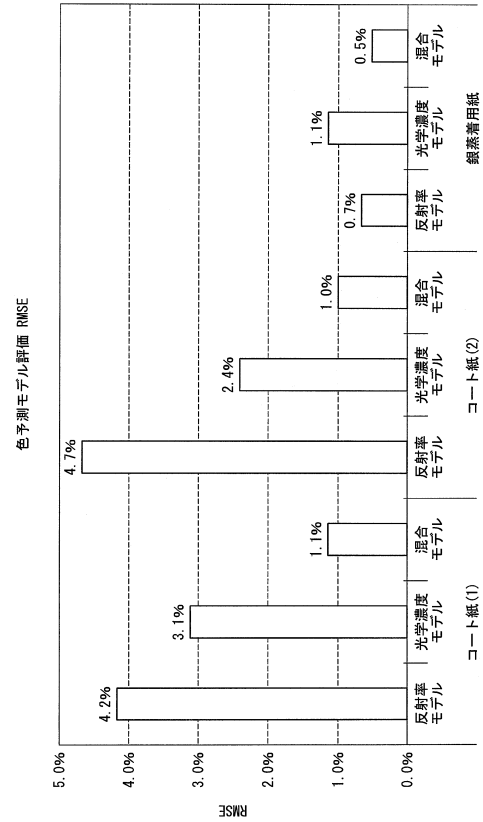 色予測モデル評価 RMSE
RMSE
5.0%
4.0%
3.0%
2.0%
1.0%
0.0%
4.2%
3.1%
1.1%
4.7%
2.4%
1.0%
0.7%
1.1%
0.5%
反射率
モデル
光学濃度
モデル
混合
モデル
反射率
モデル
光学濃度
モデル
混合
モデル
反射率
モデル
光学濃度
モデル
混合
モデル
コート紙(1)
コート紙(2)
銀蒸着用紙